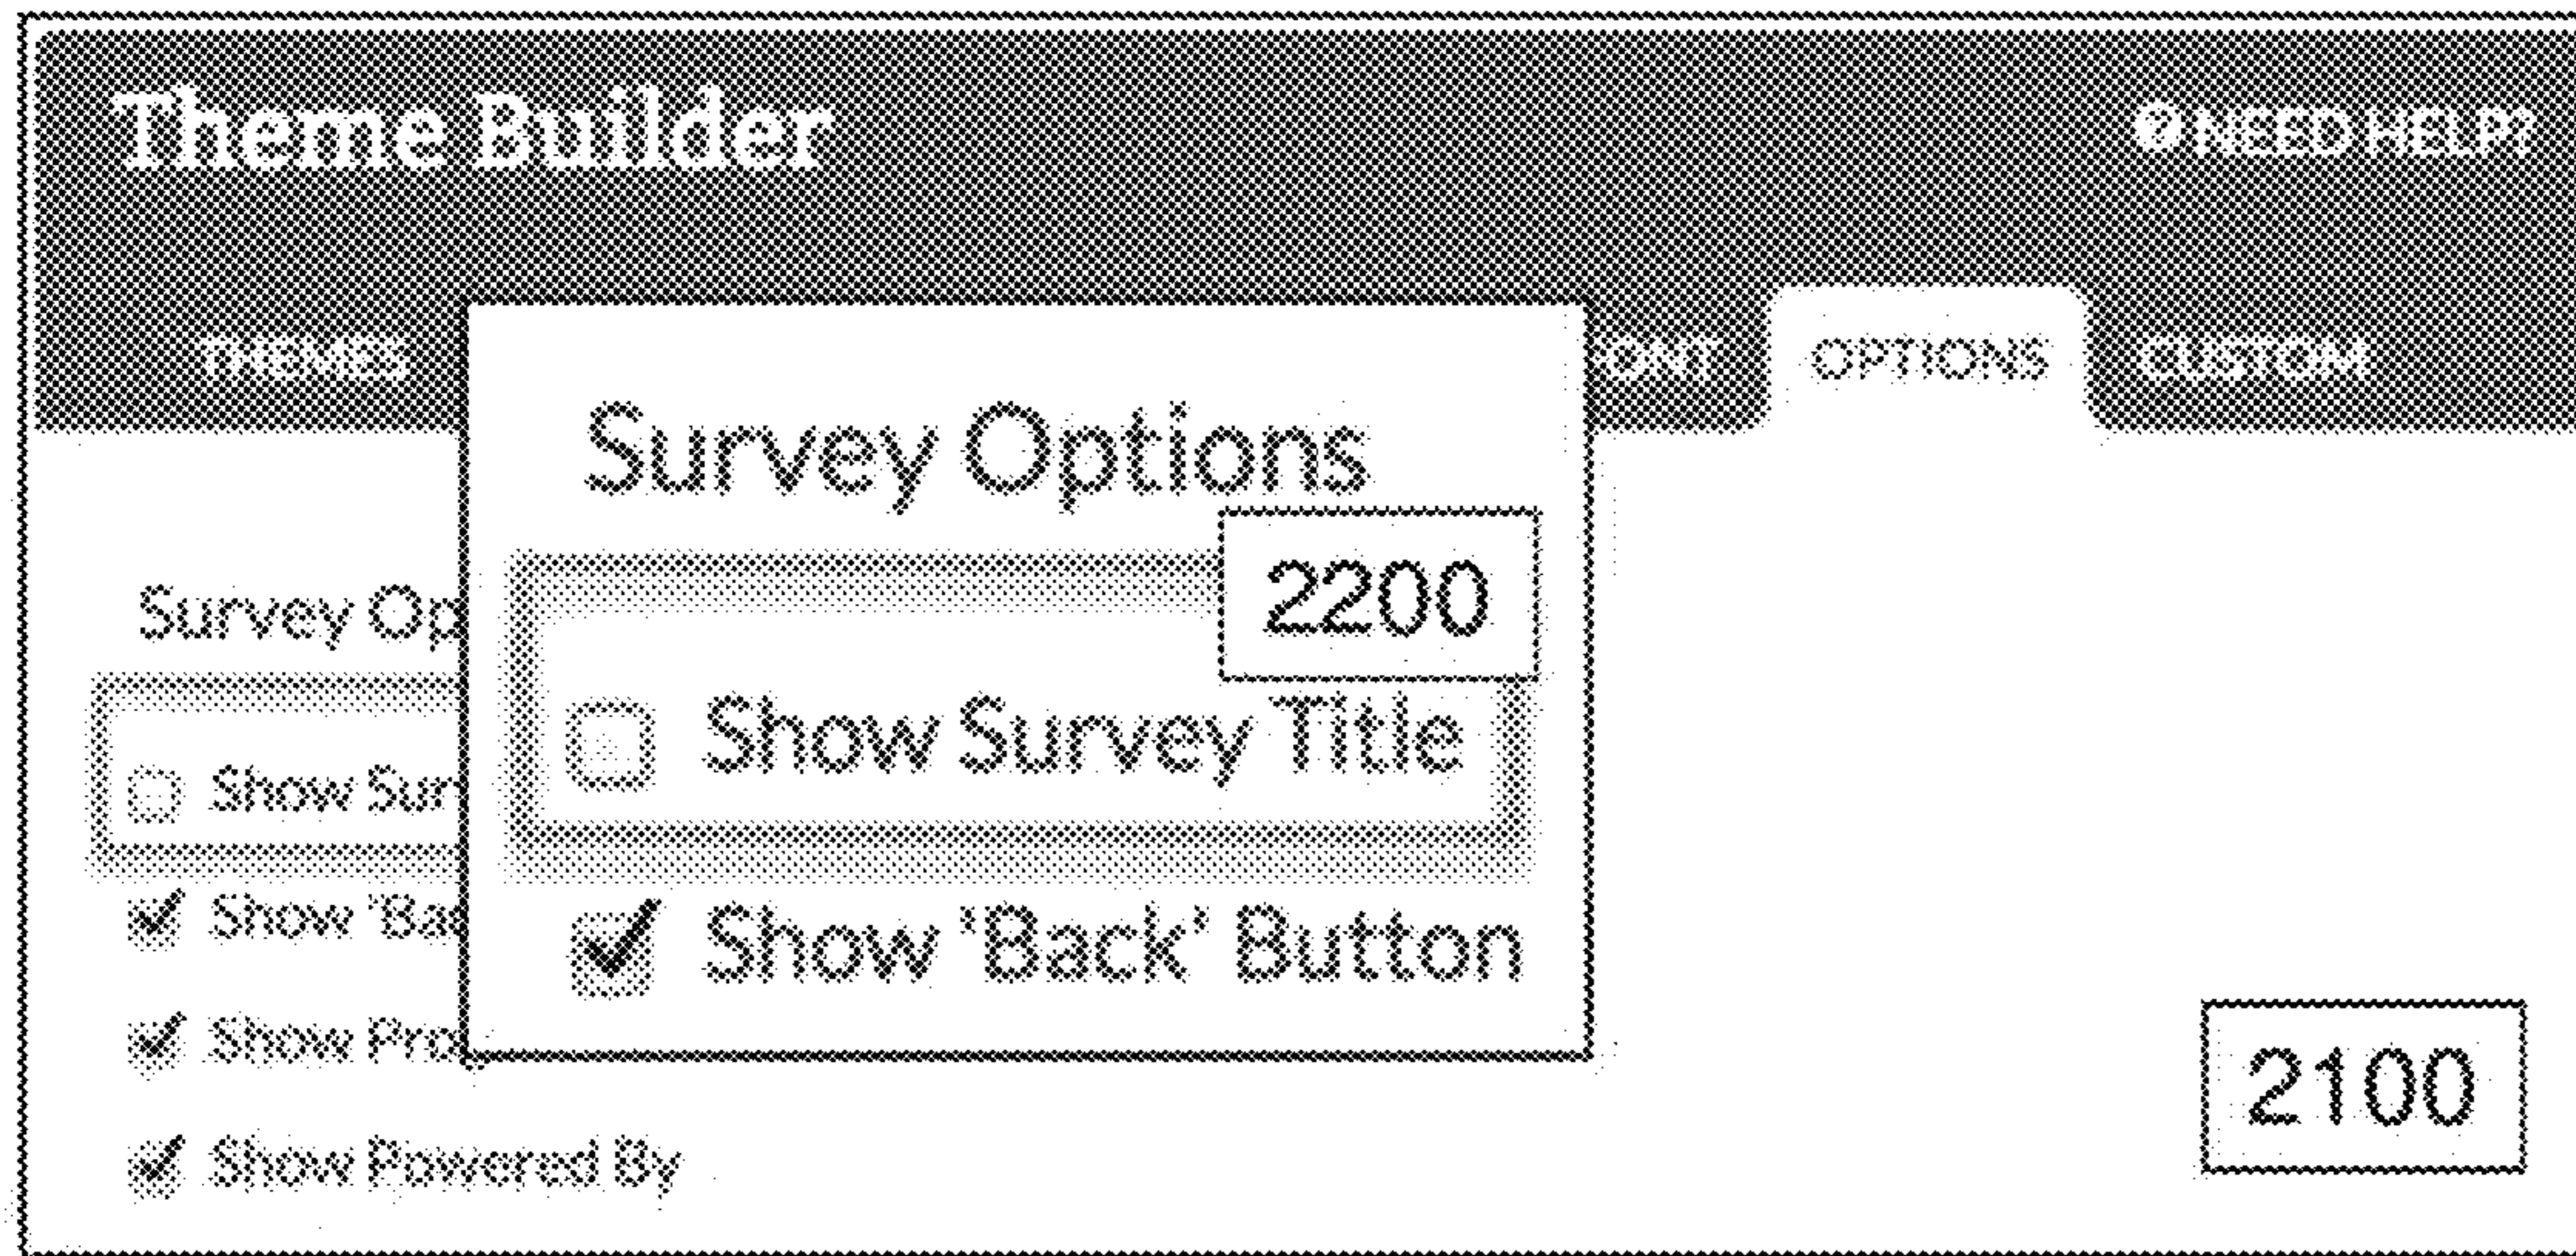 Theme Builder
NEED HELP?
THEMES
ONT
OPTIONS
CUSTOM
Survey Options
2200
Show Survey Title
Show 'Back' Button
Survey Op
Show Sur
Show 'Bac
Show Pro
Show Powered By
2100